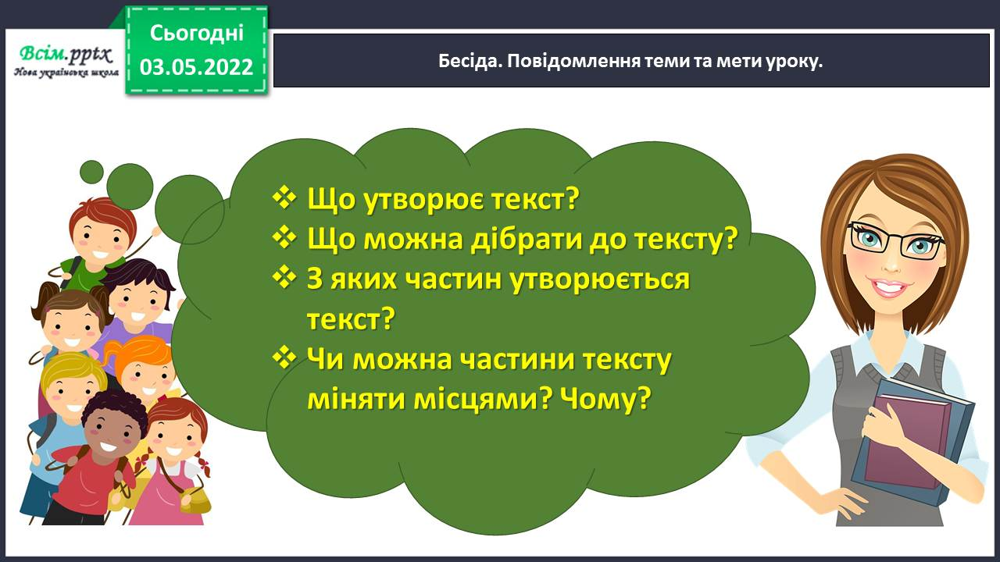 Сьогодні
03.05.2022
Всім.pptx
Нова українська школа
Бесіда. Повідомлення теми та мети уроку.
❖ Що утворює текст?
❖ Що можна дібрати до тексту?
❖ З яких частин утворюється
текст?
❖ Чи можна частини тексту
міняти місцями? Чому?